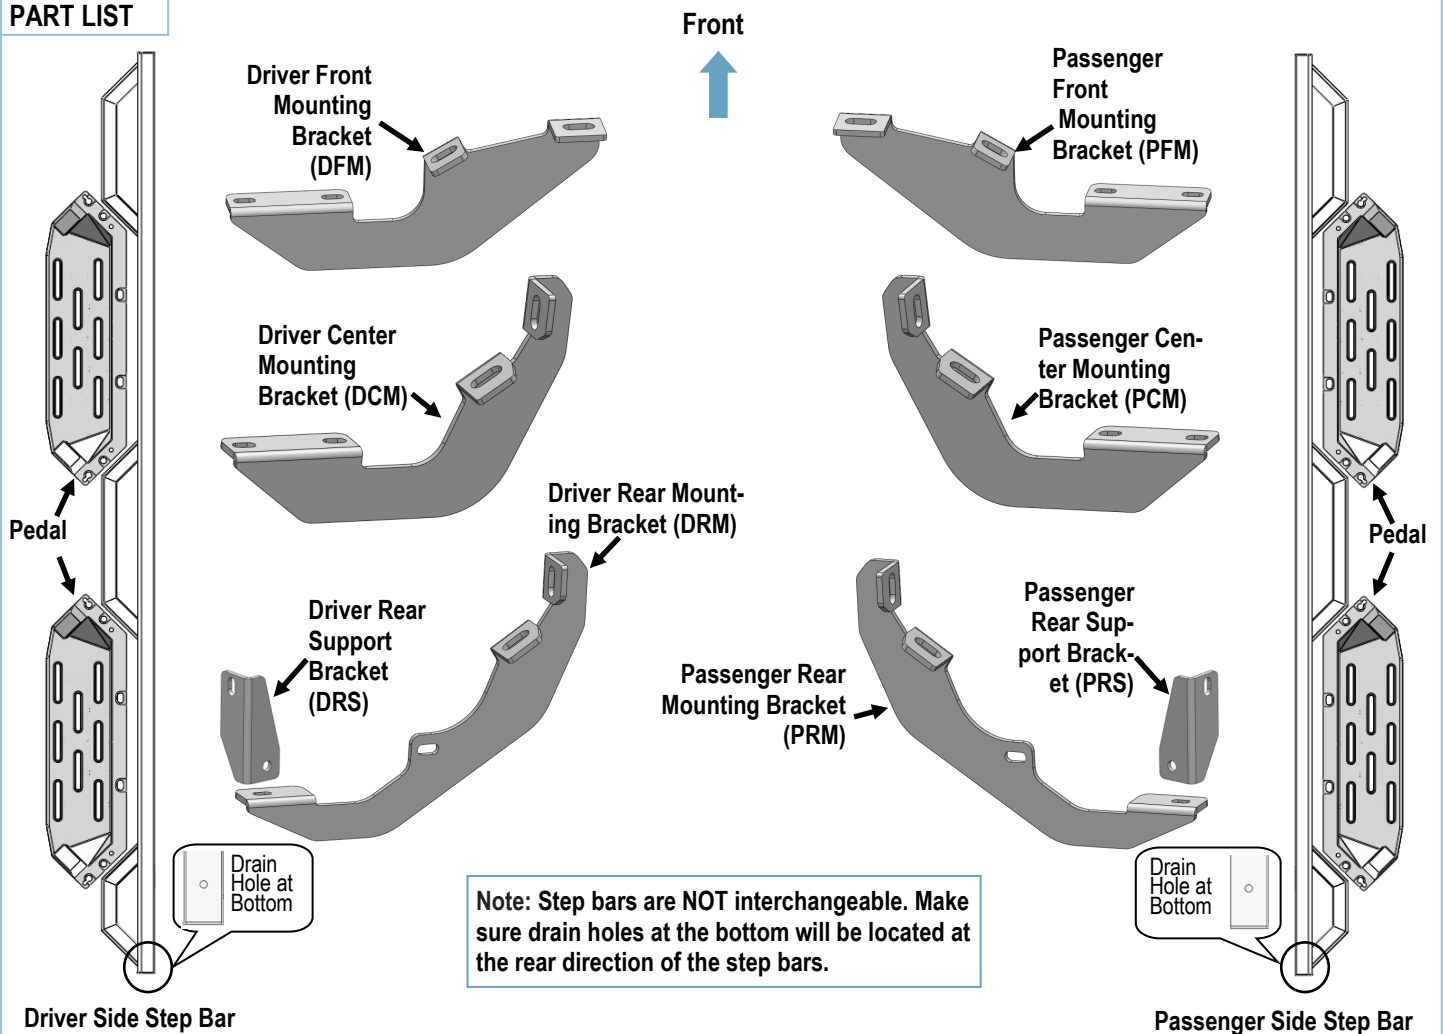 PART LIST
Front
Driver Front
Mounting
Bracket
(DFM)
Passenger
Front
Mounting
Bracket (PFM)
Driver Center
Mounting
Bracket (DCM)
Passenger Cen-
ter Mounting
Bracket (PCM)
Pedal
Driver Rear Mount-
ing Bracket (DRM)
Pedal
Driver Rear
Support
Bracket
(DRS)
Passenger Rear
Mounting Bracket
(PRM)
Passenger
Rear Sup-
port Brack-
et (PRS)
Drain
Hole at
Bottom
Note: Step bars are NOT interchangeable. Make
sure drain holes at the bottom will be located at
the rear direction of the step bars.
Drain
Hole at
Bottom
Driver Side Step Bar
Passenger Side Step Bar